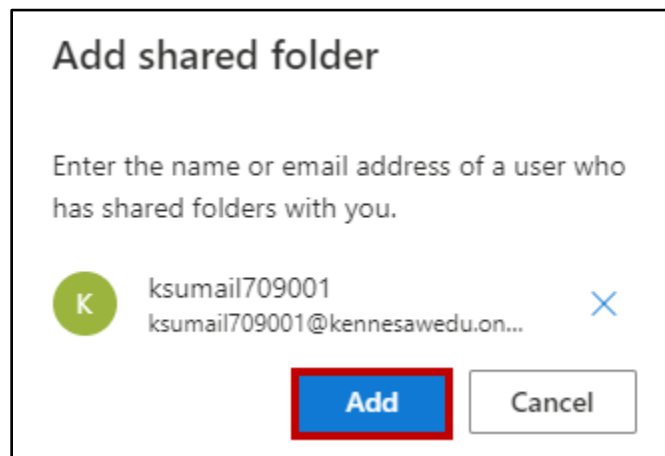 Add shared folder
Enter the name or email address of a user who
has shared folders with you.
K
ksumail709001
ksumail709001@kennesawedu.on...
Add
Cancel